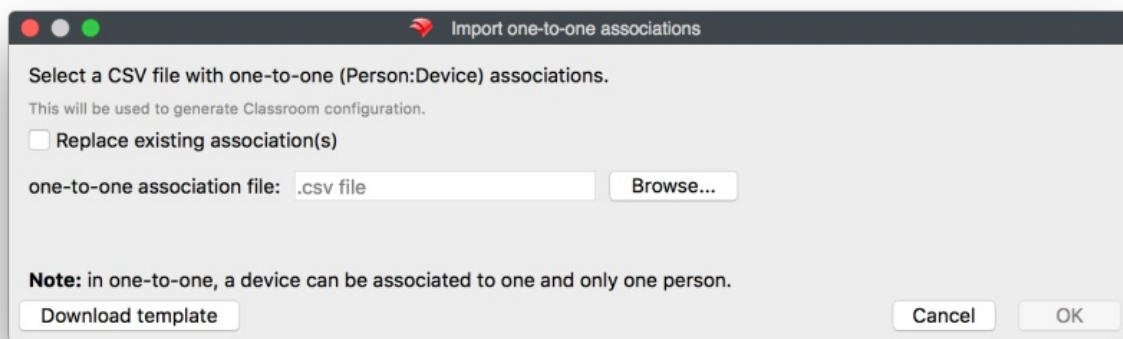 Import one-to-one associations
Select a CSV file with one-to-one (Person:Device) associations.
This will be used to generate Classroom configuration.
Replace existing association(s)
one-to-one association file: .csv file Browse...
Note: in one-to-one, a device can be associated to one and only one person.
Download template Cancel OK